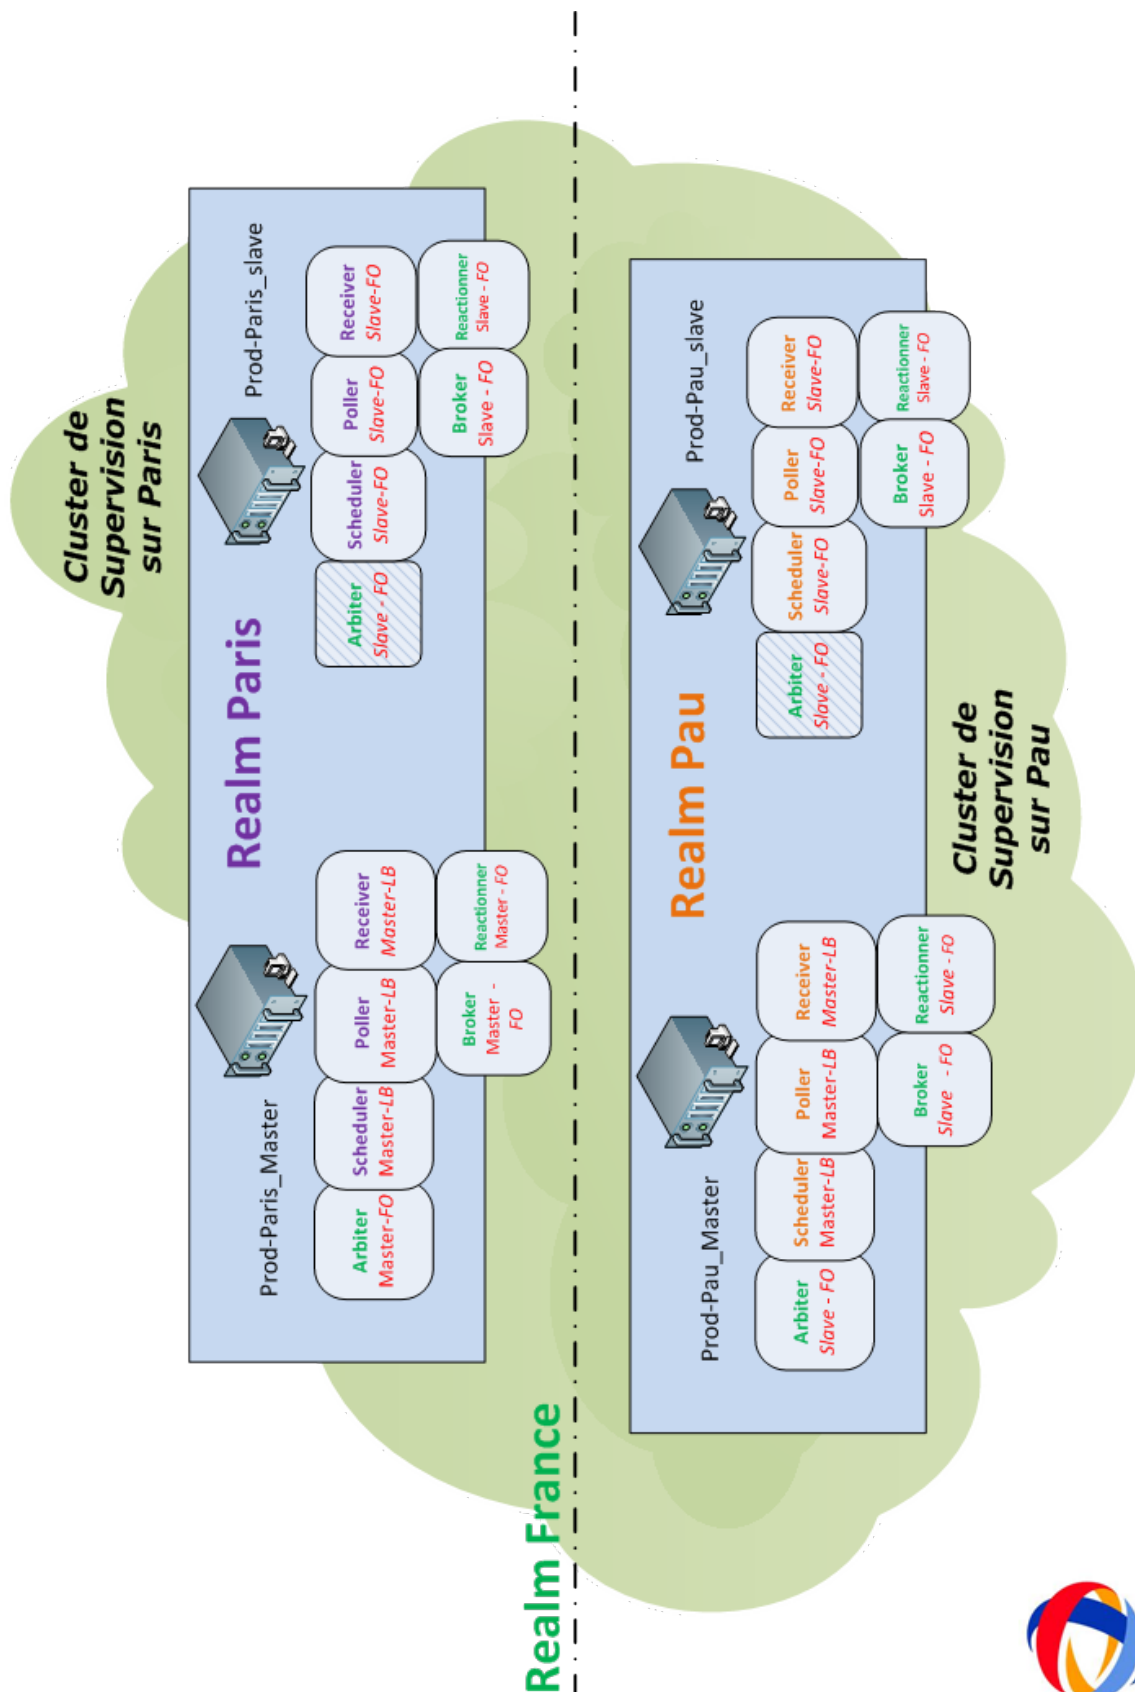 Cluster de
Supervision
sur Paris
Realm Paris
Prod-Paris_Master
Prod-Paris_slave
Arbiter
Master-FO
Scheduler
Master-LB
Poller
Master-LB
Receiver
Master-LB
Broker
Master -
FO
Reactionner
Master - FO
Arbiter
Slave - FO
Scheduler
Slave-FO
Poller
Slave-FO
Receiver
Slave-FO
Broker
Slave - FO
Reactionner
Slave - FO
Realm France
Realm Pau
Prod-Pau_Master
Prod-Pau_slave
Arbiter
Slave - FO
Scheduler
Master-LB
Poller
Master-LB
Receiver
Master-LB
Broker
Slave - FO
Reactionner
Slave - FO
Arbiter
Slave - FO
Scheduler
Slave-FO
Poller
Slave-FO
Receiver
Slave-FO
Broker
Slave - FO
Reactionner
Slave - FO
Cluster de
Supervision
sur Pau